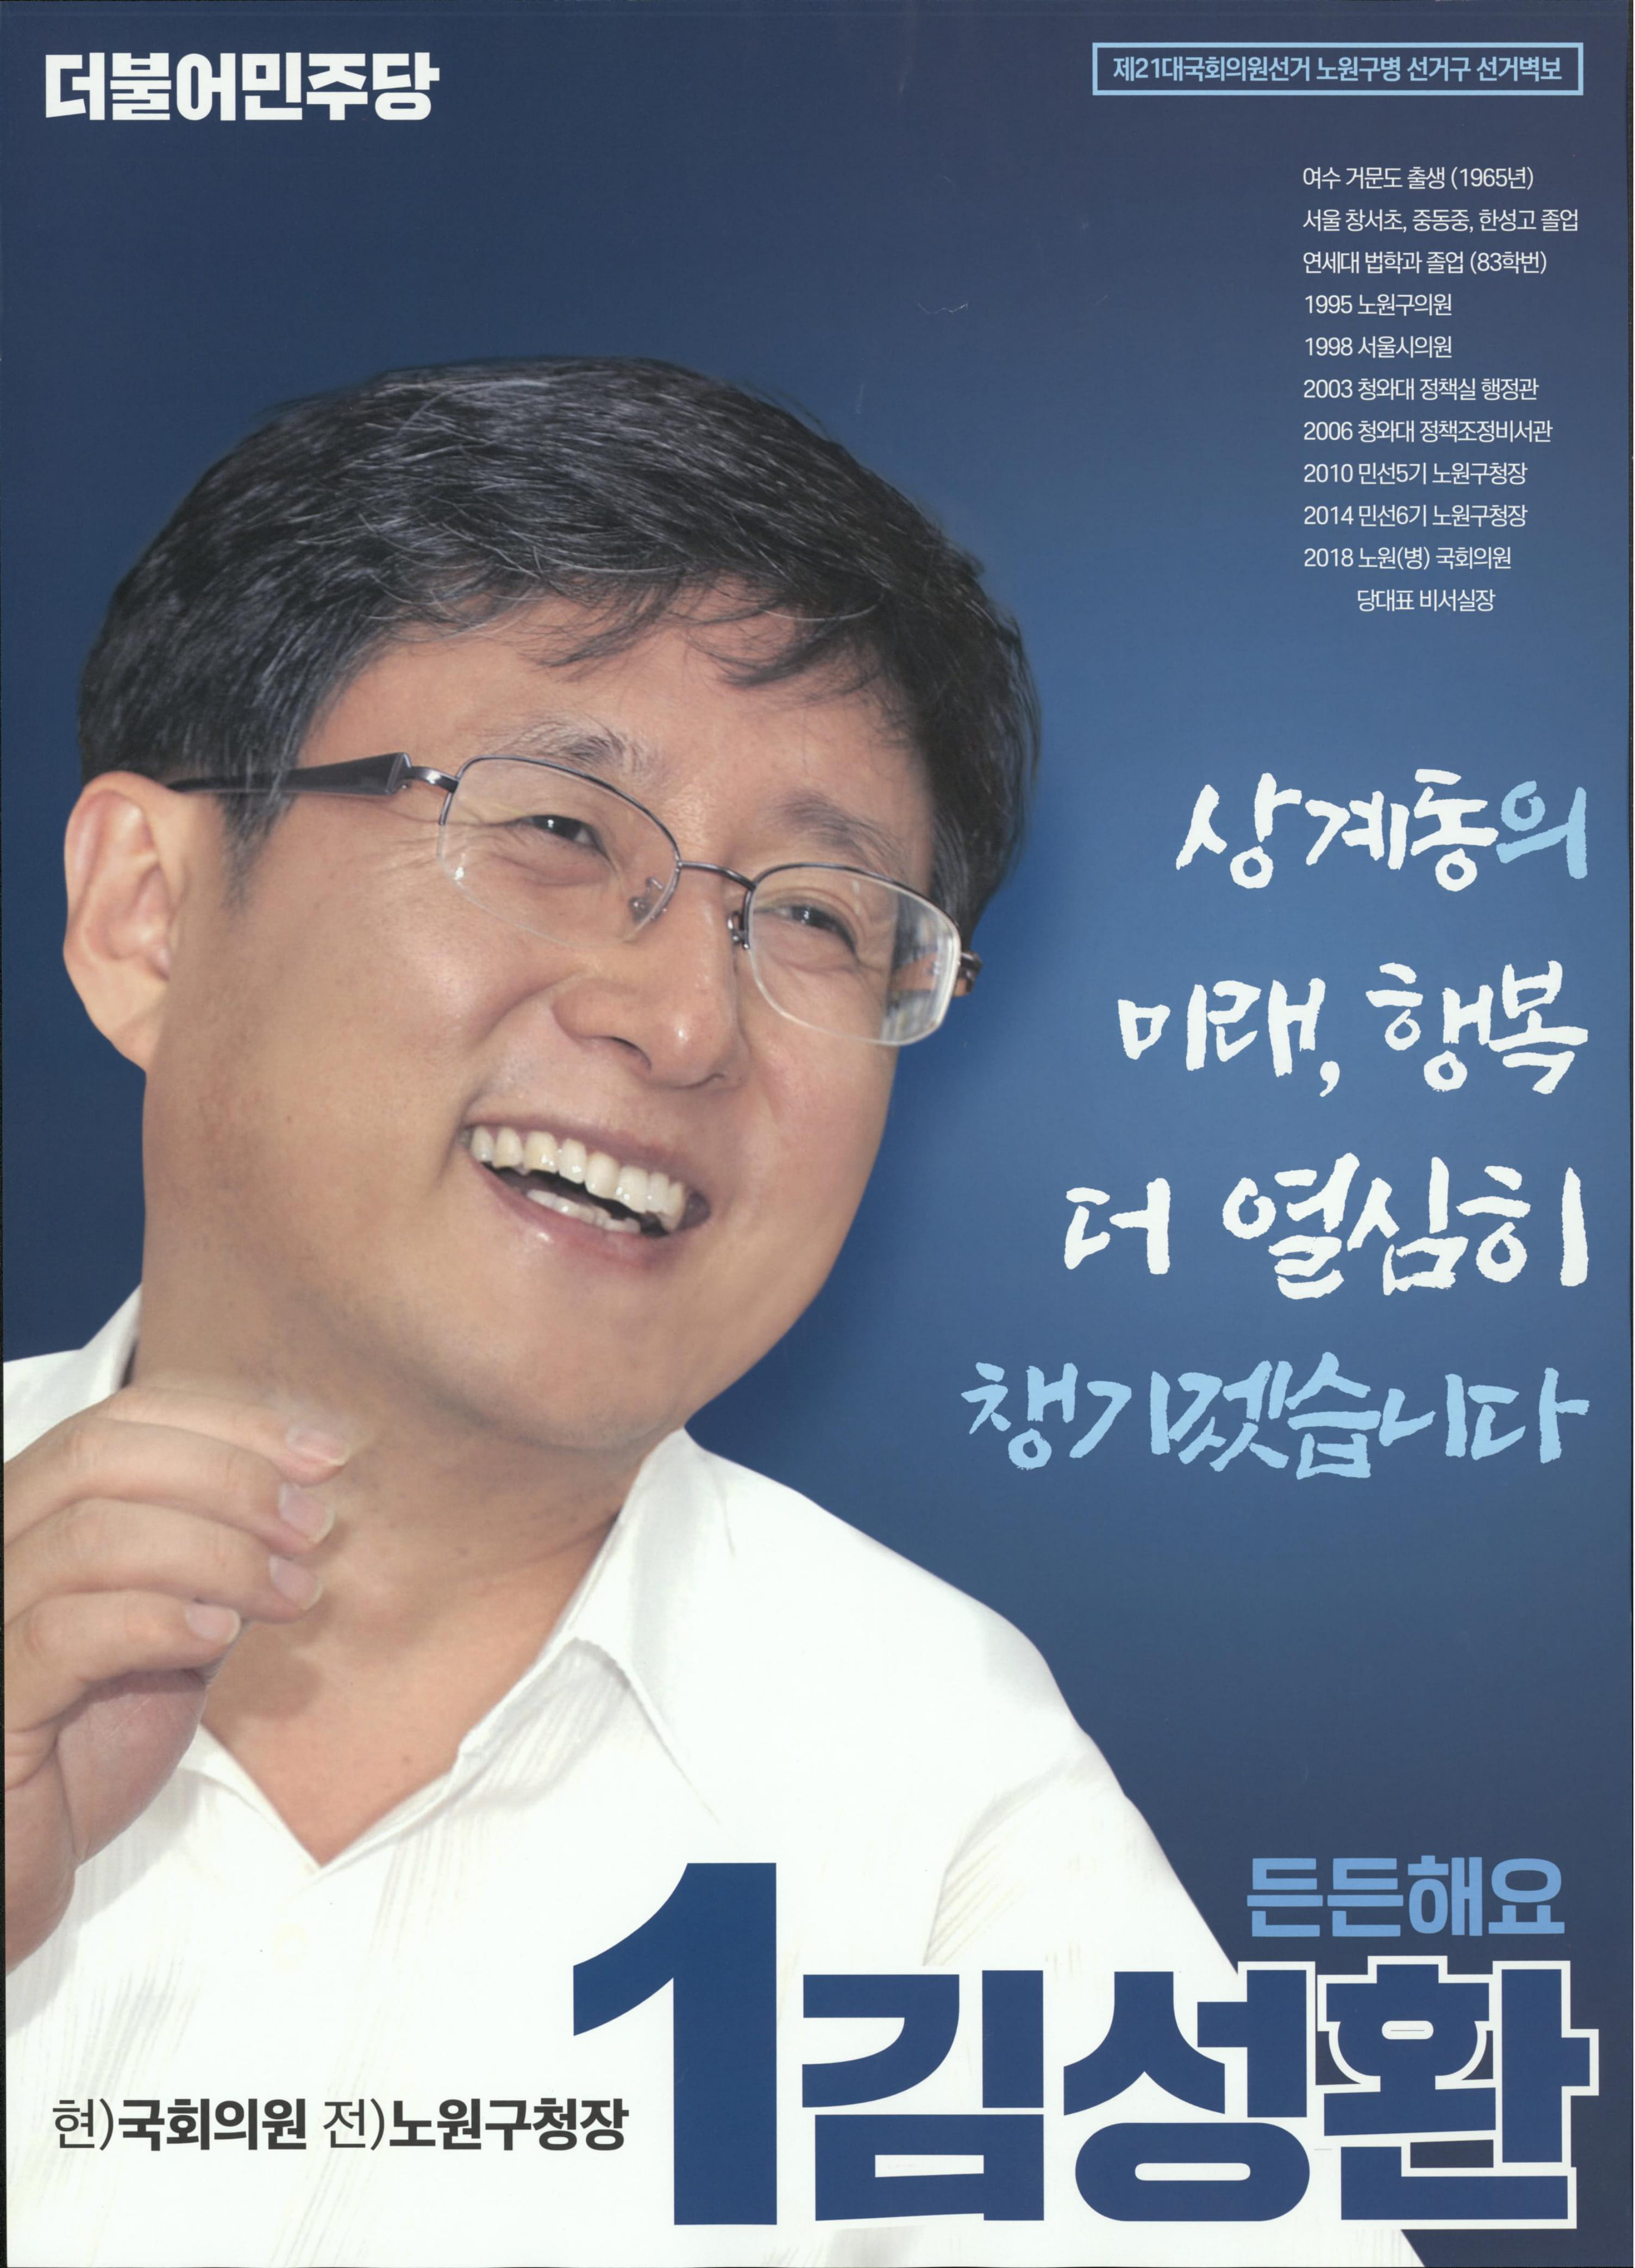 더불어민주당
제21대국회의원선거 노원구병 선거구 선거벽보
여수 거문도 출생 (1965년)
서울 창서초, 중동중, 한성고 졸업
연세대 법학과 졸업 (83학번)
1995 노원구의원
1998 서울시의원
2003 청와대 정책실 행정관
2006 청와대 정책조정비서관
2010 민선5기 노원구청장
2014 민선6기 노원구청장
2018 노원(병) 국회의원
당대표 비서실장
상계동의
미래, 행복
더 열심히
챙기겠습니다
든든해요
1김성환
현)국회의원 전)노원구청장